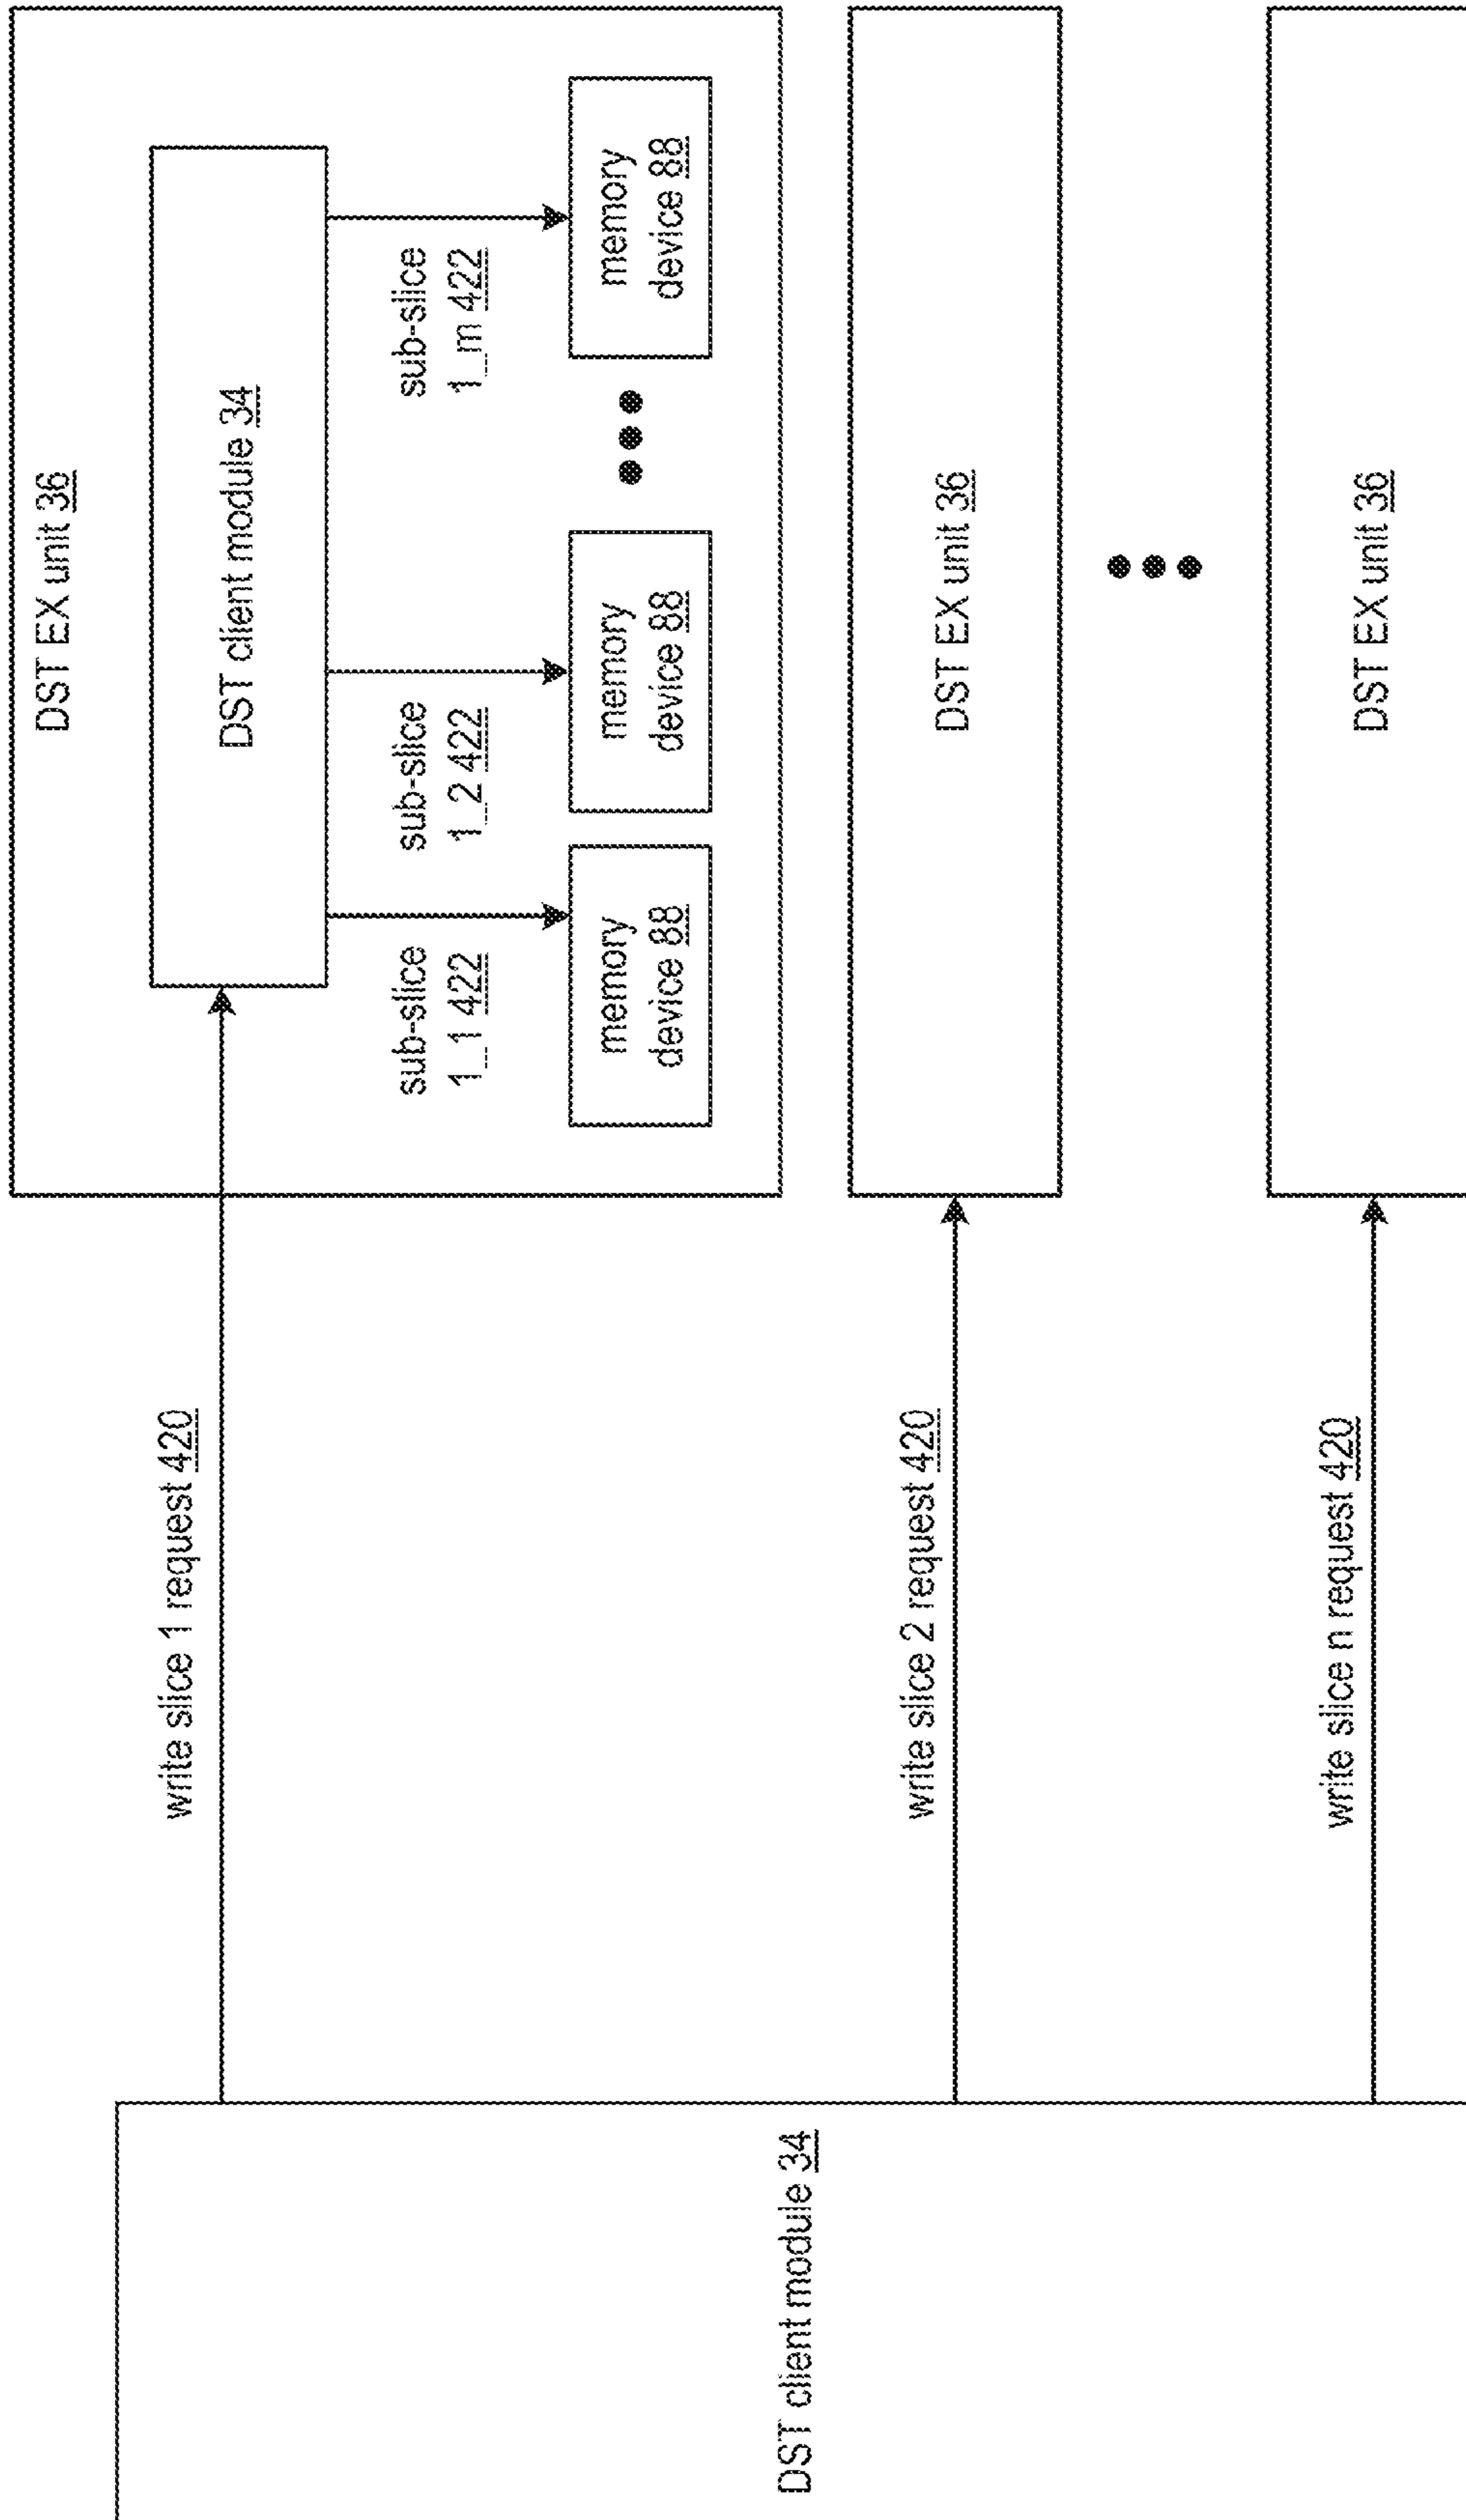 DST client module 34
write slice 1 request 420
write slice 2 request 420
write slice n request 420
DST EX unit 36
DST client module 34
sub-slice
1_1 422
sub-slice
1_2 422
sub-slice
1_m 422
memory
device 88
memory
device 88
memory
device 88
DST EX unit 36
DST EX unit 36